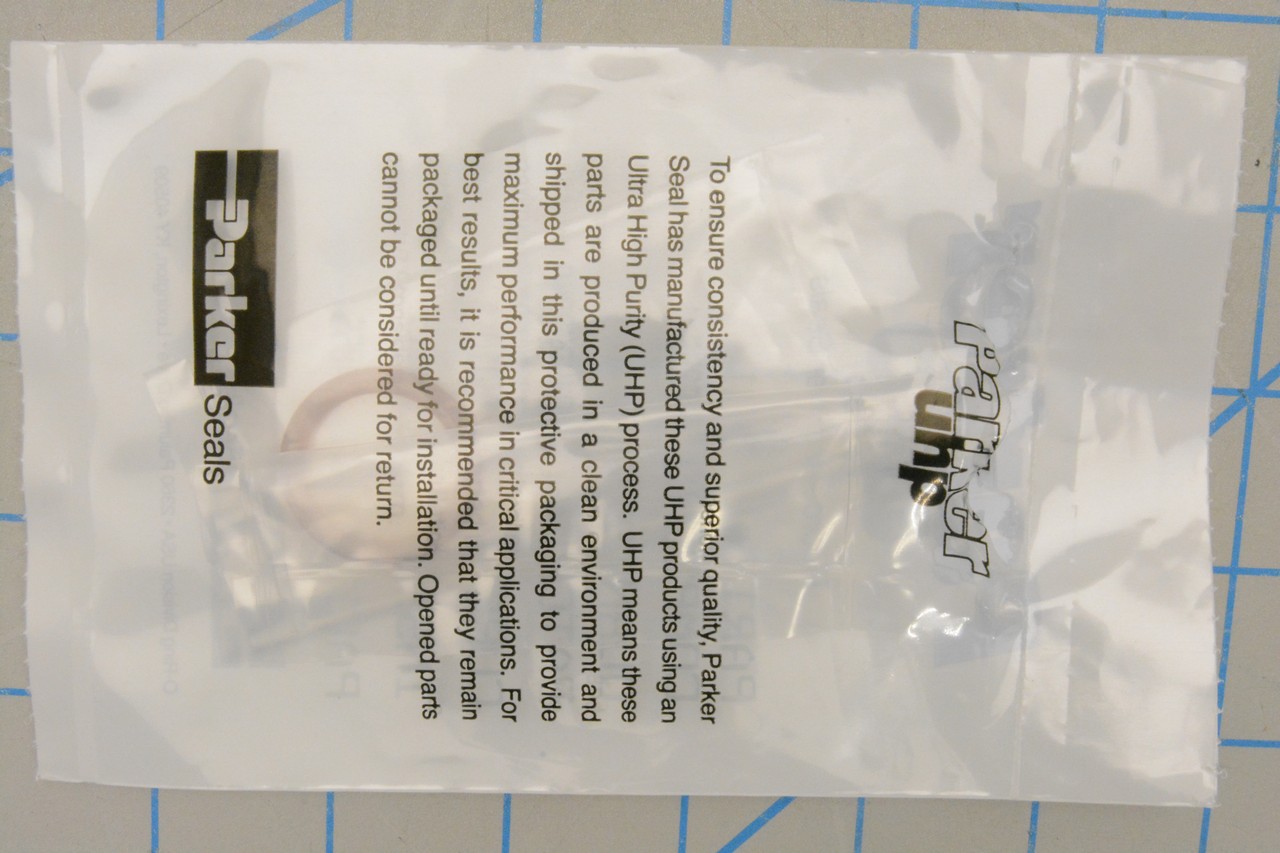 Parker
uhp
To ensure consistency and superior quality, Parker
Seal has manufactured these UHP products using an
Ultra High Purity (UHP) process. UHP means these
parts are produced in a clean environment and
shipped in this protective packaging to provide
maximum performance in critical applications. For
best results, it is recommended that they remain
packaged until ready for installation. Opened parts
cannot be considered for return.
Parker Seals